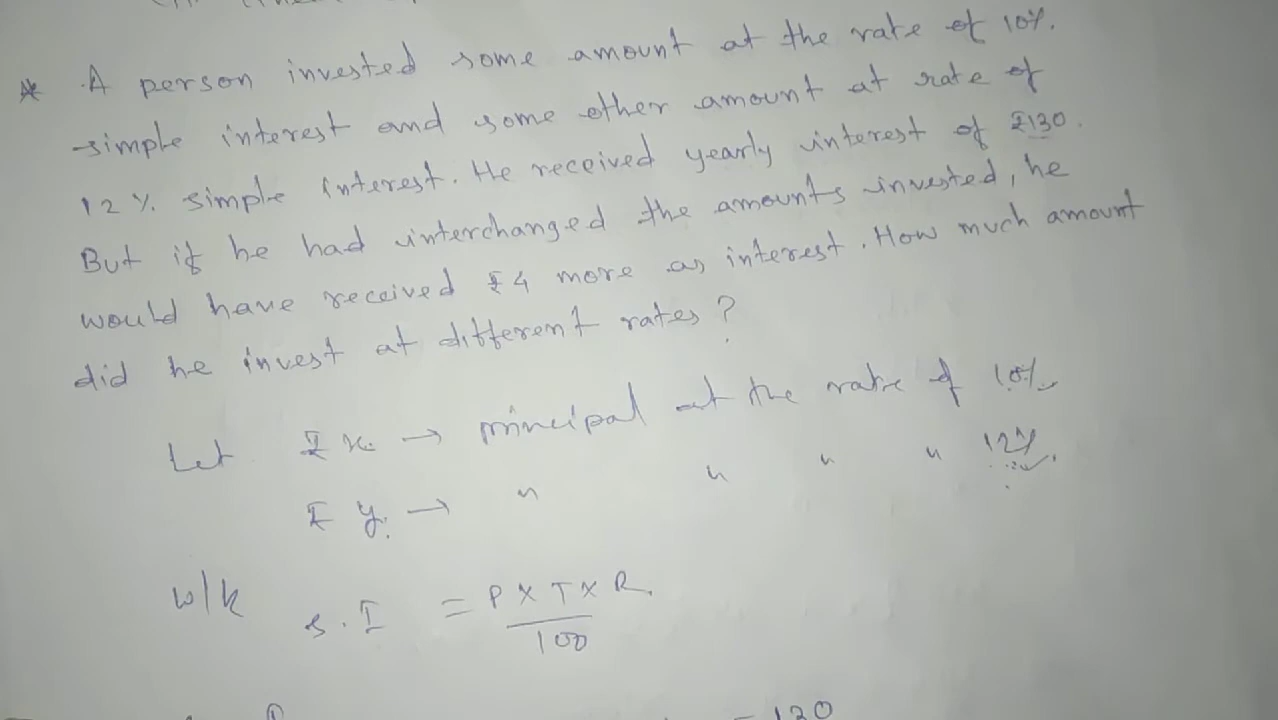 * A person invested some amount at the rate of 10%.
simple interest and some other amount at rate of
12% simple interest. He received yearly interest of ₹130.
But if he had interchanged the amounts invested, he
would have received ₹4 more as interest. How much amount
did he invest at different rates?
Let ₹ x. → principal at the rate of 10%
₹ y. → " " " " 12%
w/k S.I = P × T × R
100
= 130